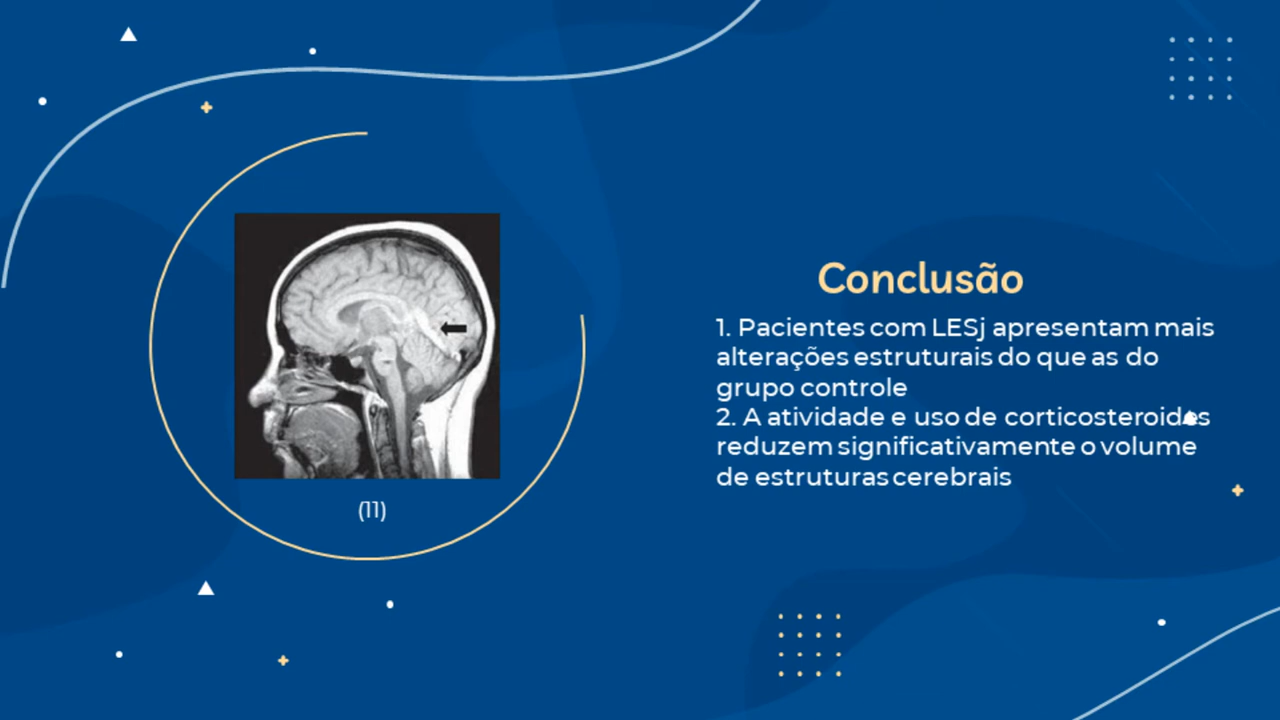 Conclusão
1. Pacientes com LESj apresentam mais
alterações estruturais do que as do
grupo controle
2. A atividade e uso de corticosteroides
reduzem significativamente o volume
de estruturas cerebrais
(11)